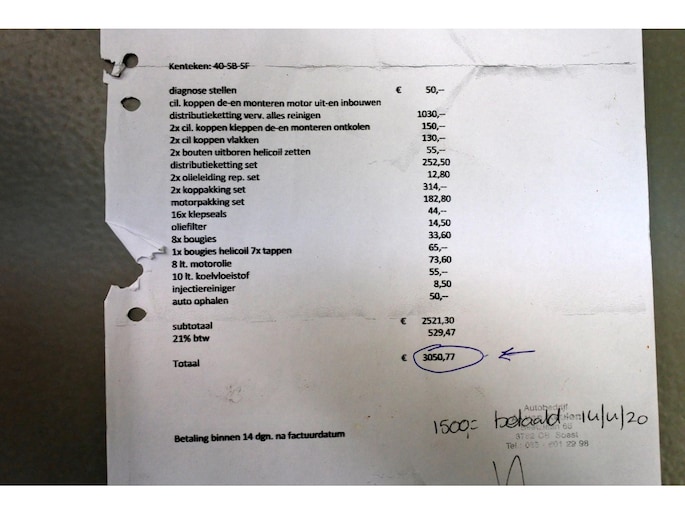 Kenteken: 40-SB-SF
diagnose stellen € 50,--
cil. koppen de-en monteren motor uit-en inbouwen
distributieketting verv. alles reinigen 1030,--
2x cil. koppen kleppen de-en monteren ontkolen 150,--
2x cil koppen vlakken 130,--
2x bouten uitboren helicoil zetten 55,--
distributieketting set 252,50
2x olieleiding rep. set 12,80
2x koppakking set 314,--
motorpakking set 182,80
16x klepseals 44,--
oliefilter 14,50
8x bougies 33,60
1x bougies helicoil 7x tappen 65,--
8 lt. motorolie 73,60
10 lt. koelvloeistof 55,--
injectiereiniger 8,50
auto ophalen 50,--
subtotaal € 2521,30
21% btw 529,47
Totaal € 3050,77
1500,- betaald 14/11/20
Autobedrijf
Soest
Tel.
Betaling binnen 14 dgn. na factuurdatum